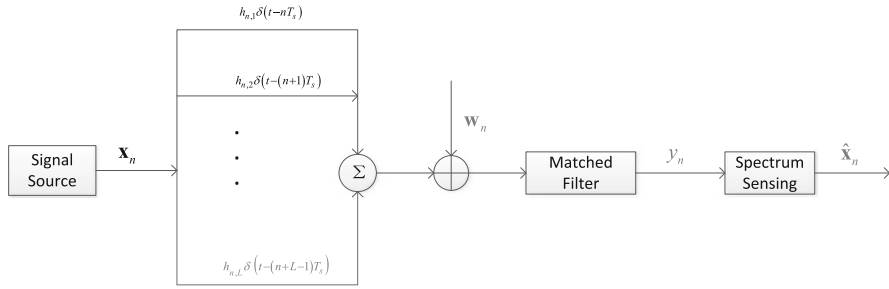 h_{n,1}δ(t−nT_s)
h_{n,2}δ(t−(n+1)T_s)
Signal
Source
x_n
Σ
w_n
Matched
Filter
y_n
Spectrum
Sensing
x̂_n
h_{n,L}δ(t−(n+L−1)T_s)